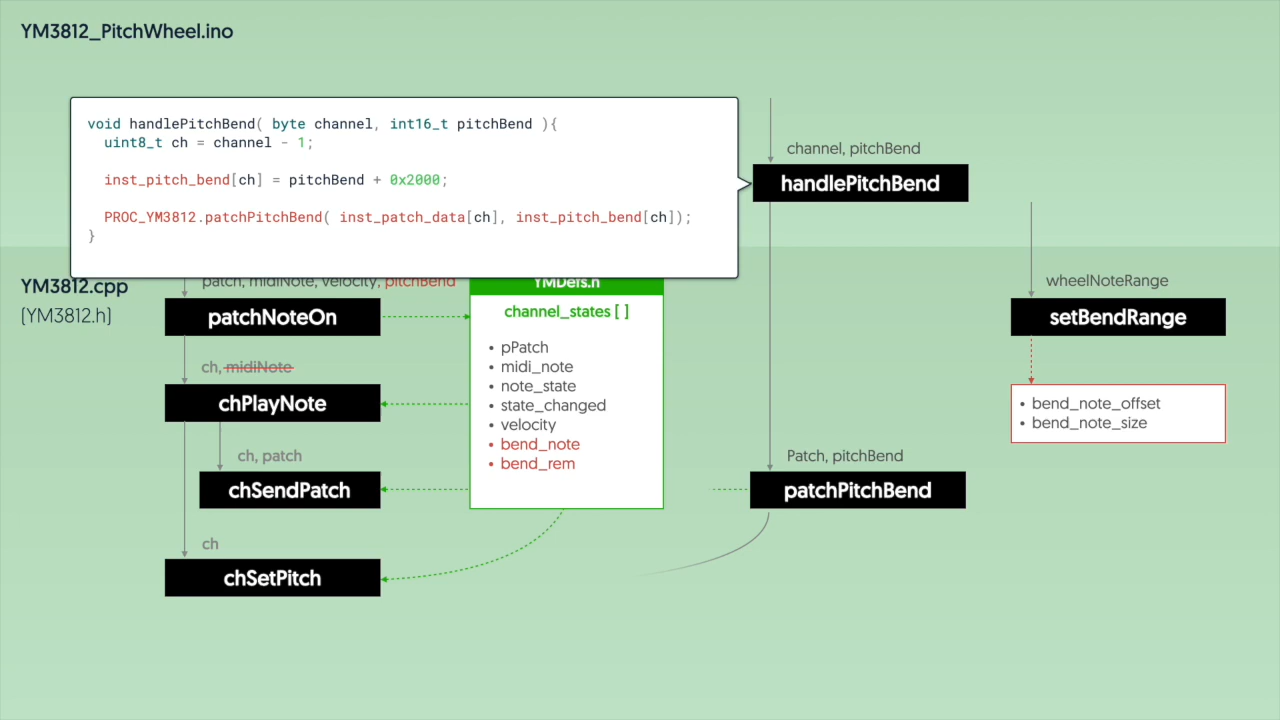 YM3812_PitchWheel.ino
void handlePitchBend( byte channel, int16_t pitchBend ){
uint8_t ch = channel - 1;
inst_pitch_bend[ch] = pitchBend + 0x2000;
PROC_YM3812.patchPitchBend( inst_patch_data[ch], inst_pitch_bend[ch]);
}
channel, pitchBend
handlePitchBend
YM3812.cpp
(YM3812.h)
patch, midiNote, velocity, pitchBend
patchNoteOn
ch, midiNote
chPlayNote
ch, patch
chSendPatch
ch
chSetPitch
YMDefs.h
channel_states [ ]
• pPatch
• midi_note
• note_state
• state_changed
• velocity
• bend_note
• bend_rem
Patch, pitchBend
patchPitchBend
wheelNoteRange
setBendRange
• bend_note_offset
• bend_note_size